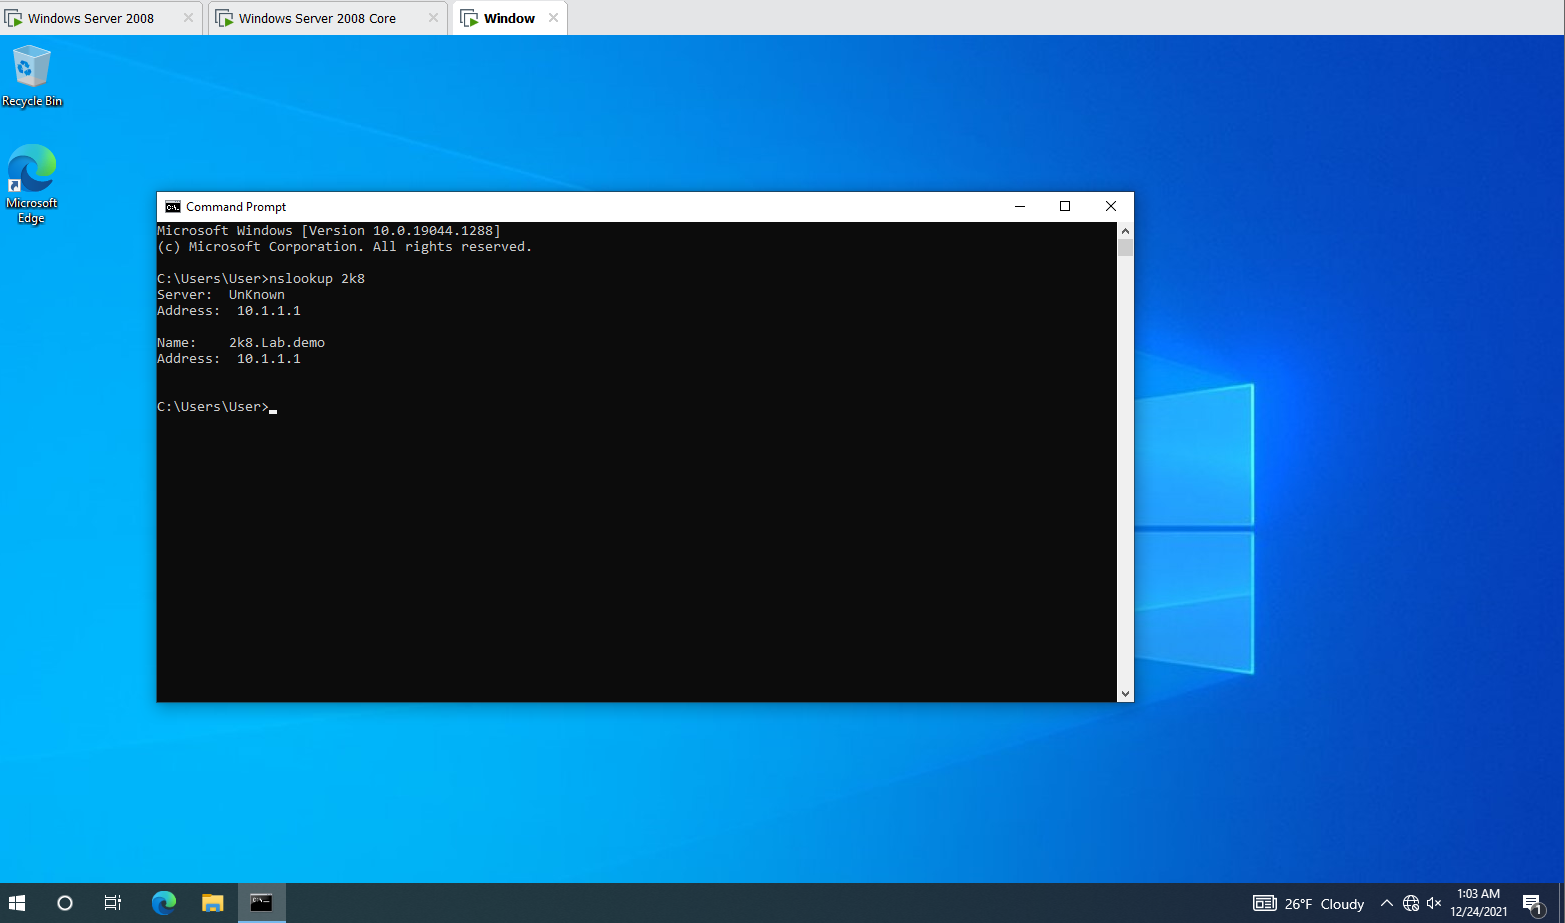 Windows Server 2008
Windows Server 2008 Core
Window
Recycle Bin
Microsoft
Edge
Command Prompt
Microsoft Windows [Version 10.0.19044.1288]
(c) Microsoft Corporation. All rights reserved.
C:\Users\User>nslookup 2k8
Server:  UnKnown
Address:  10.1.1.1
Name:    2k8.Lab.demo
Address:  10.1.1.1
C:\Users\User>
26°F Cloudy
1:03 AM
12/24/2021
1